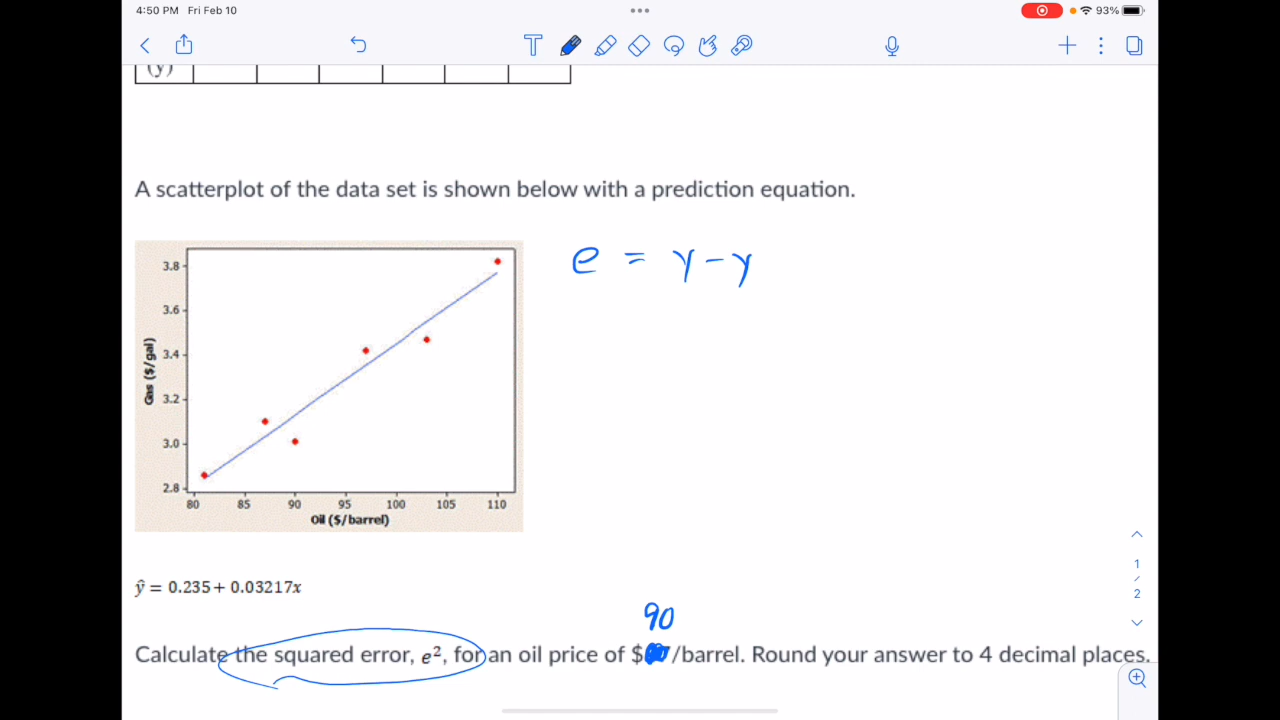 4:50 PM Fri Feb 10
93%
T
(y)
A scatterplot of the data set is shown below with a prediction equation.
e = y - y
3.8
3.6
3.4
3.2
3.0
2.8
Gas ($/gal)
80 85 90 95 100 105 110
Oil ($/barrel)
ŷ = 0.235 + 0.03217x
90
Calculate the squared error, e², for an oil price of $ /barrel. Round your answer to 4 decimal places.
1
/
2